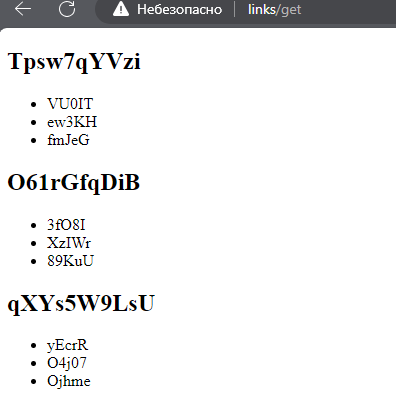 Небезопасно links/get
Tpsw7qYVzi
VU0IT
ew3KH
fmJeG
O61rGfqDiB
3fO8I
XzIWr
89KuU
qXYs5W9LsU
yEcrR
O4j07
Ojhme